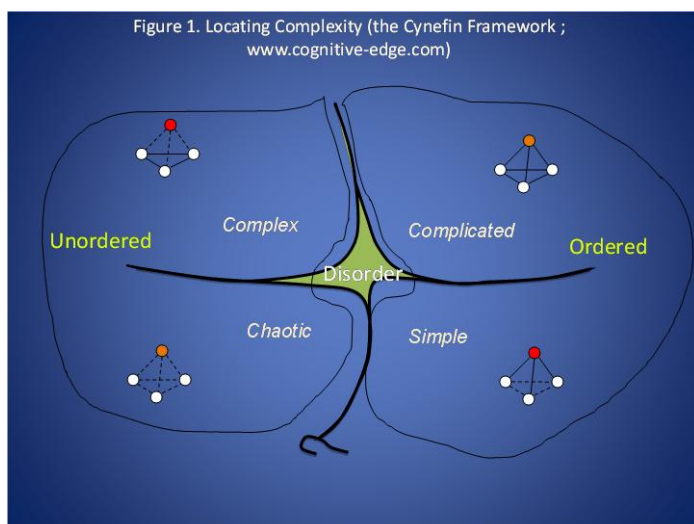 Figure 1. Locating Complexity (the Cynefin Framework ;
www.cognitive-edge.com)
Complex
Complicated
Unordered
Ordered
Disorder
Chaotic
Simple